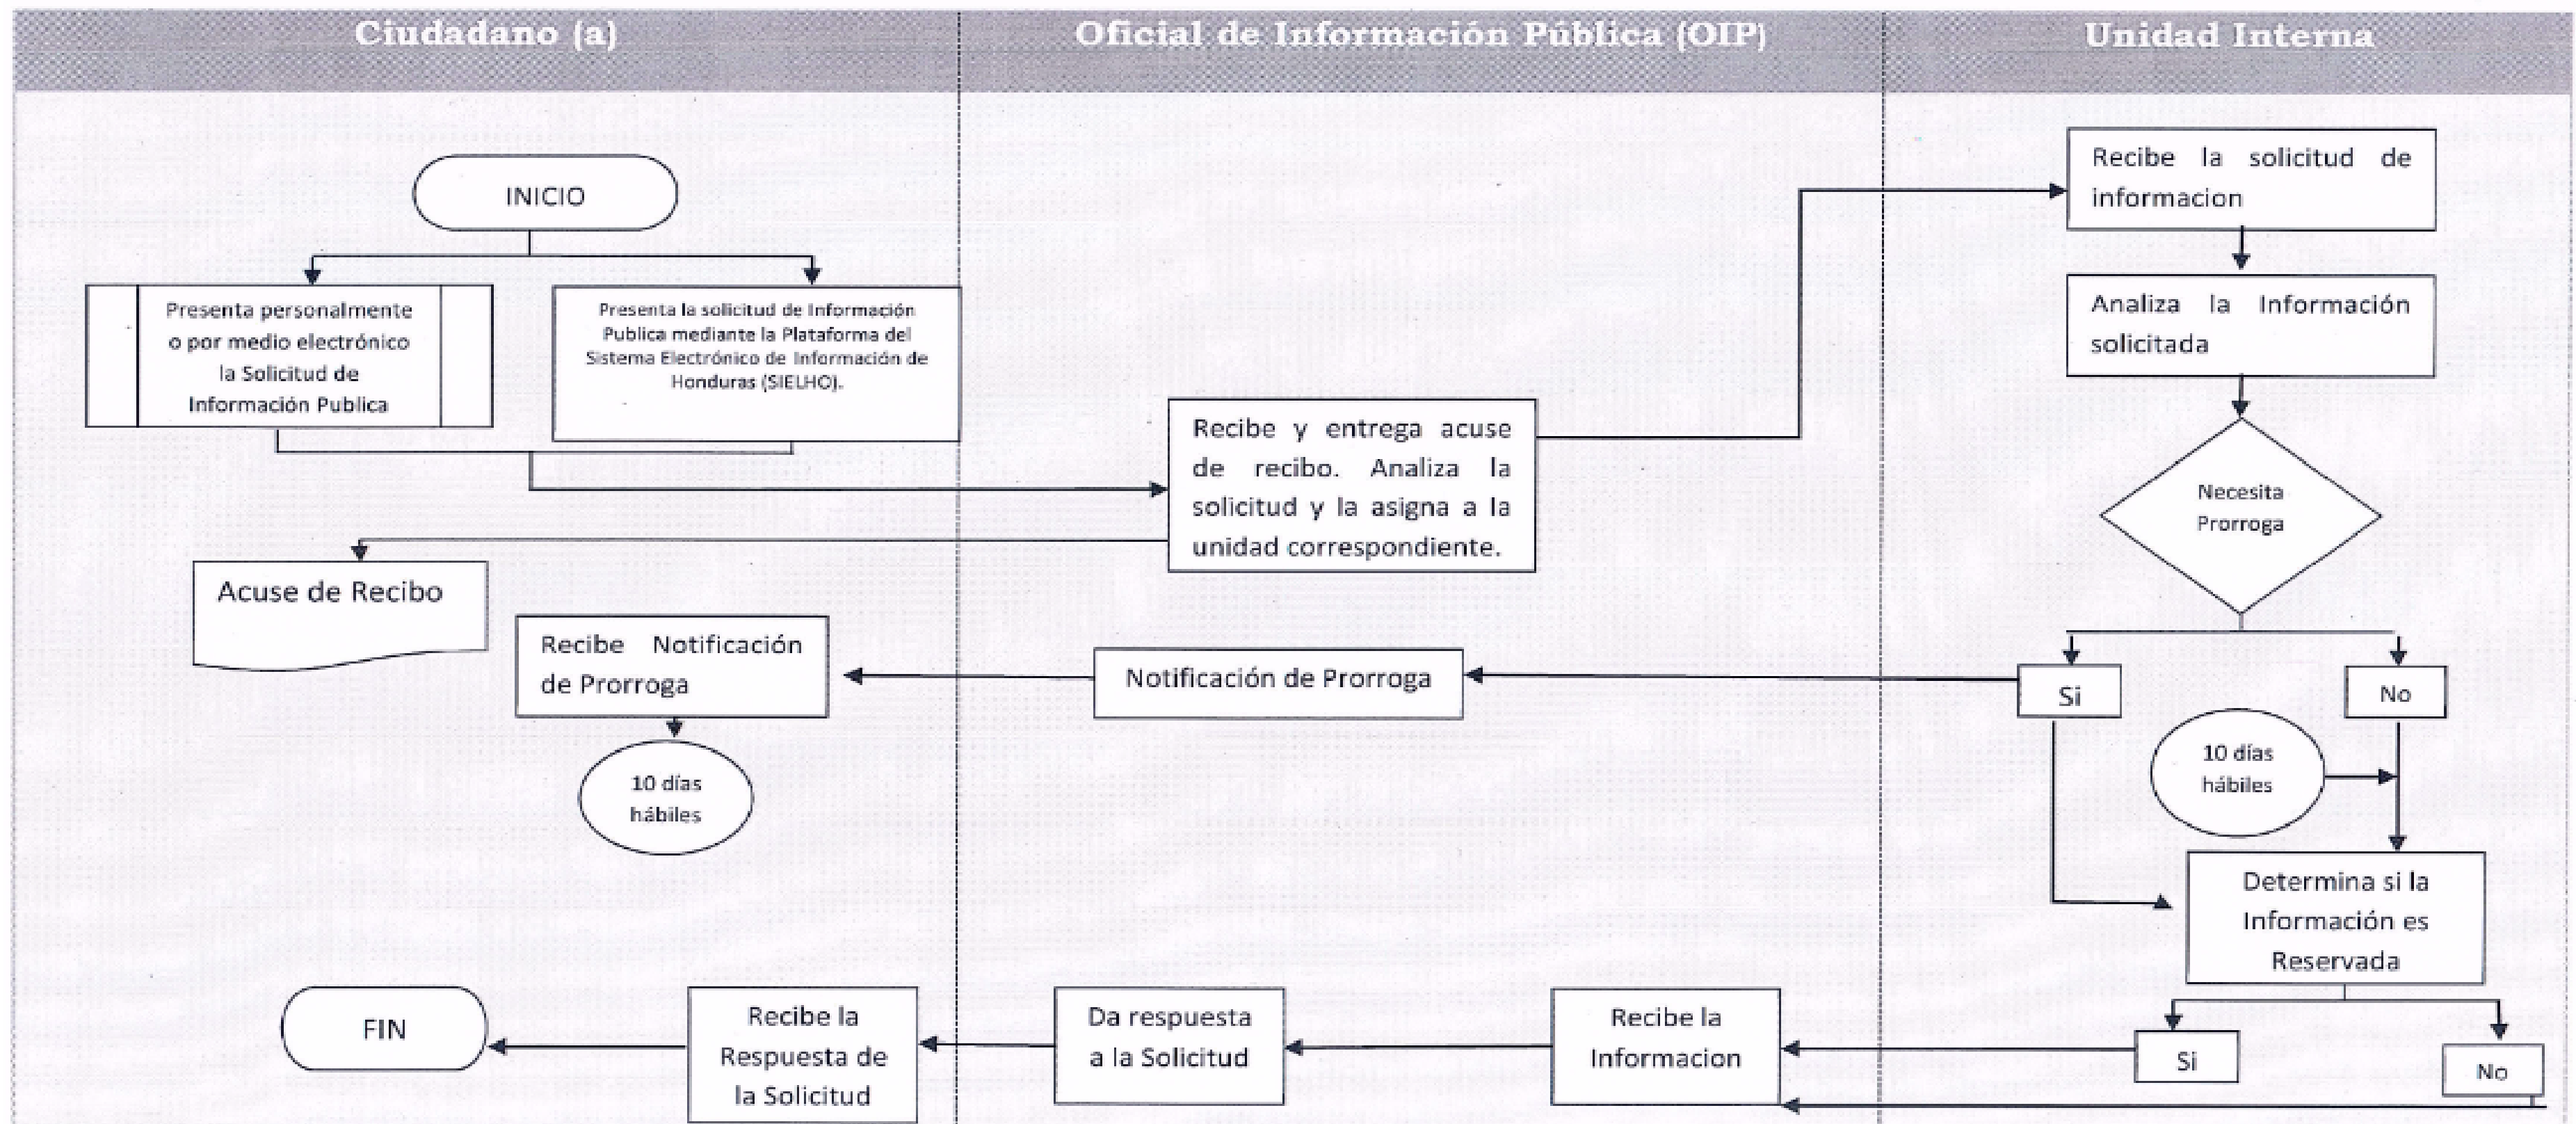 Ciudadano (a)
Oficial de Información Pública (OIP)
Unidad Interna
INICIO
Presenta personalmente
o por medio electrónico
la Solicitud de
Información Publica
Presenta la solicitud de Información
Publica mediante la Plataforma del
Sistema Electrónico de Información de
Honduras (SIELHO).
Recibe y entrega acuse
de recibo. Analiza la
solicitud y la asigna a la
unidad correspondiente.
Acuse de Recibo
Recibe la solicitud de
informacion
Analiza la Información
solicitada
Necesita
Prorroga
Si
No
Notificación de Prorroga
Recibe Notificación
de Prorroga
10 días
hábiles
10 días
hábiles
Determina si la
Información es
Reservada
Si
No
Recibe la
Informacion
Da respuesta
a la Solicitud
Recibe la
Respuesta de
la Solicitud
FIN